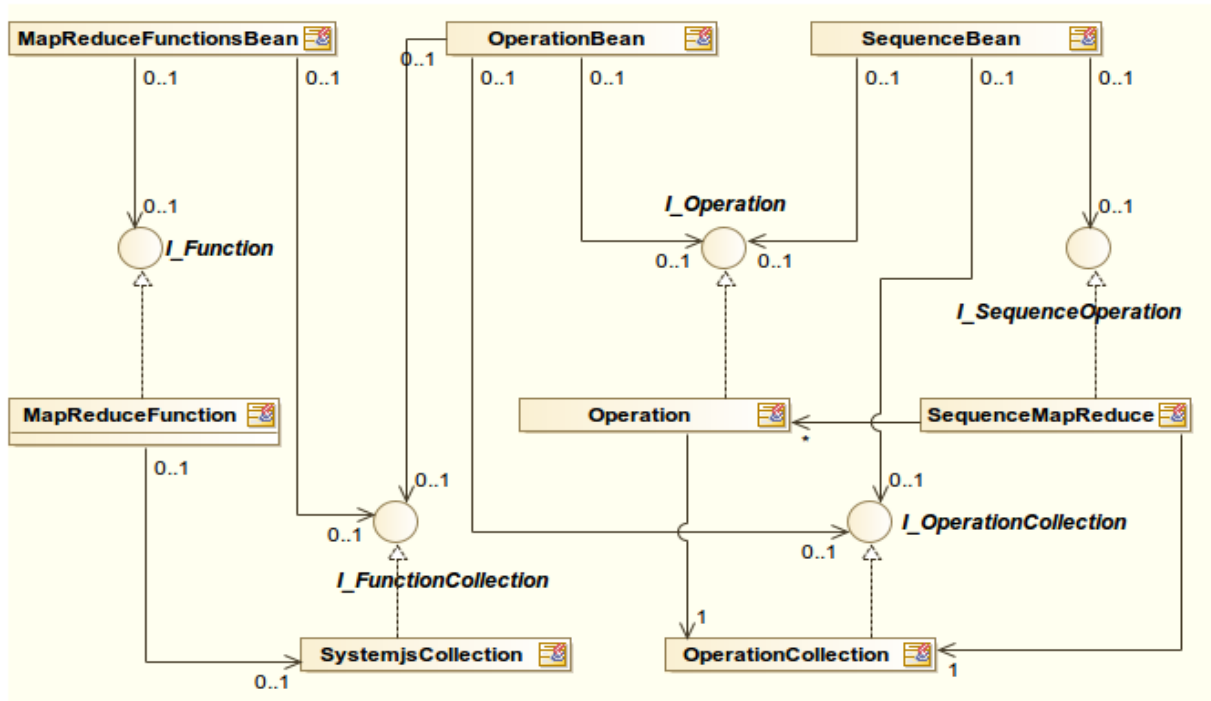 MapReduceFunctionsBean
OperationBean
SequenceBean
0..1
0..1
0..1
0..1
0..1
0..1
0..1
0..1
0..1
I_Operation
0..1
I_Function
0..1
0..1
0..1
I_SequenceOperation
MapReduceFunction
Operation
SequenceMapReduce
*
0..1
0..1
0..1
0..1
0..1
I_OperationCollection
I_FunctionCollection
1
SystemjsCollection
OperationCollection
0..1
1